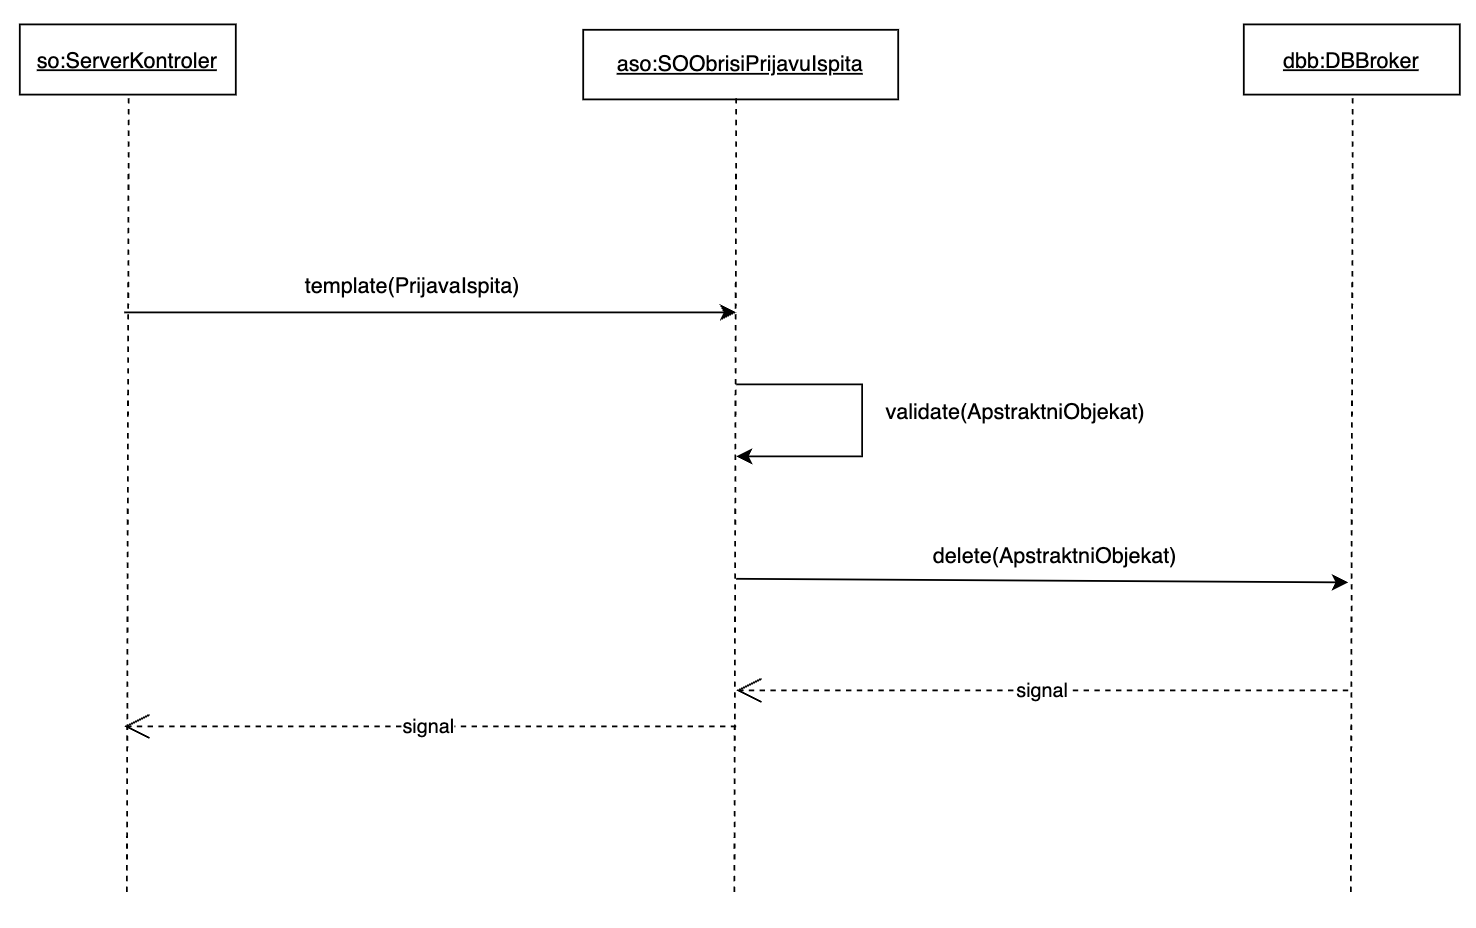 so:ServerKontroler
aso:SOObrisiPrijavuIspita
dbb:DBBroker
template(PrijavaIspita)
validate(ApstraktniObjekat)
delete(ApstraktniObjekat)
signal
signal